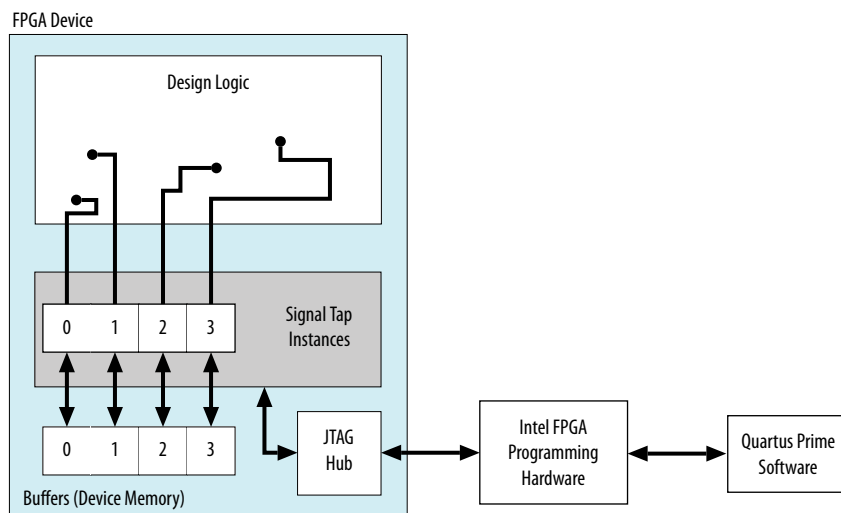 FPGA Device
Design Logic
0 1 2 3
Signal Tap
Instances
0 1 2 3
Buffers (Device Memory)
JTAG
Hub
Intel FPGA
Programming
Hardware
Quartus Prime
Software